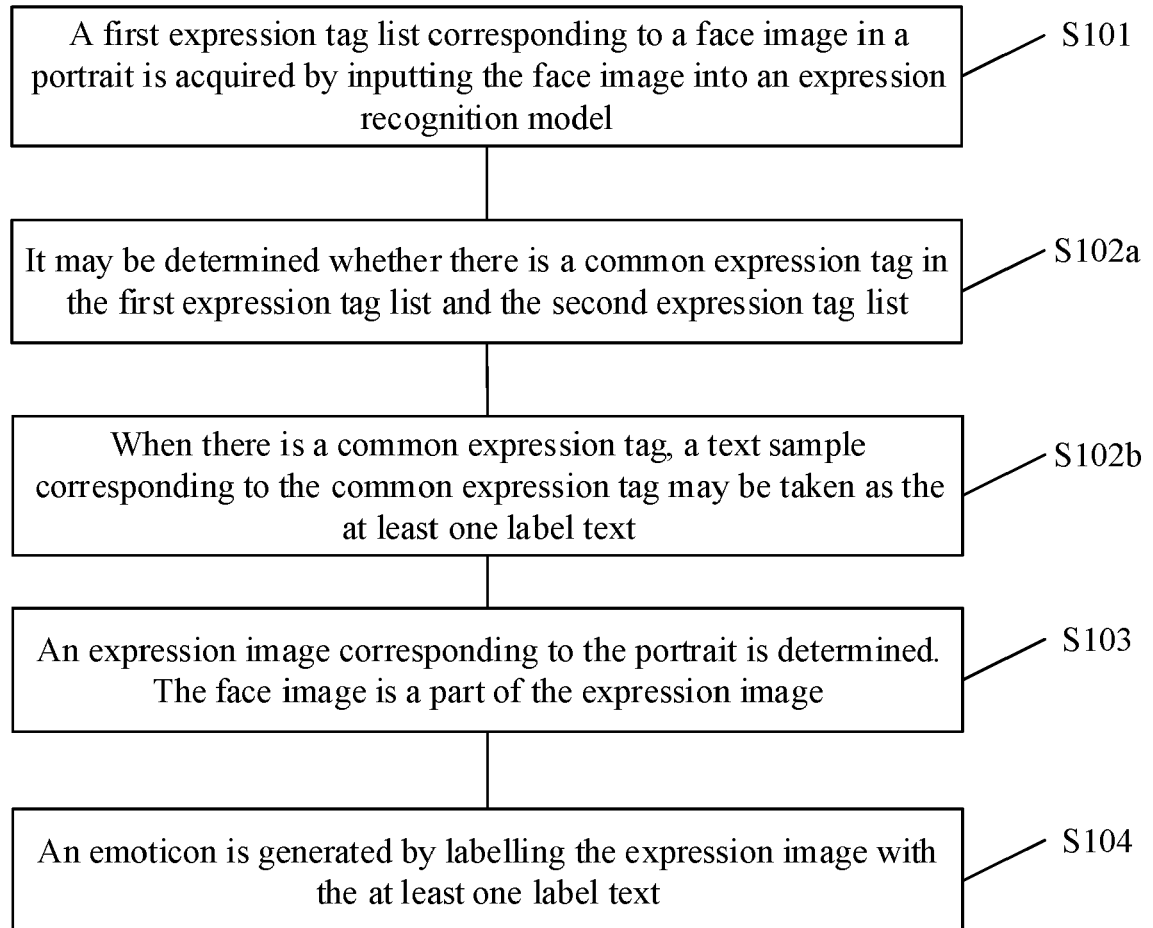 A first expression tag list corresponding to a face image in a
portrait is acquired by inputting the face image into an expression
recognition model
S101
It may be determined whether there is a common expression tag in
the first expression tag list and the second expression tag list
S102a
When there is a common expression tag, a text sample
corresponding to the common expression tag may be taken as the
at least one label text
S102b
An expression image corresponding to the portrait is determined.
The face image is a part of the expression image
S103
An emoticon is generated by labelling the expression image with
the at least one label text
S104